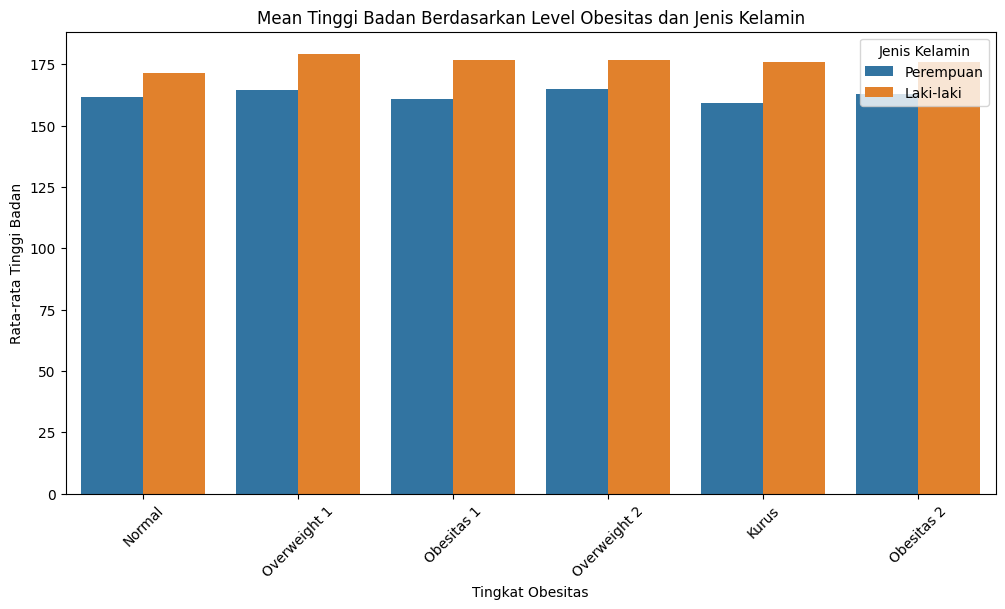 Mean Tinggi Badan Berdasarkan Level Obesitas dan Jenis Kelamin
Jenis Kelamin
Perempuan
Laki-laki
Rata-rata Tinggi Badan
175
150
125
100
75
50
25
0
Normal
Overweight 1
Obesitas 1
Overweight 2
Kurus
Obesitas 2
Tingkat Obesitas